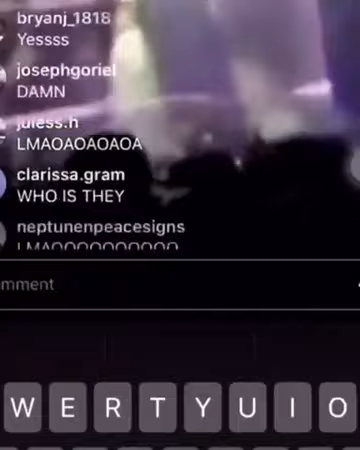 bryanj_1818
Yessss
josephgoriel
DAMN
juless.h
LMAOAOAOAOA
clarissa.gram
WHO IS THEY
neptunenpeacesigns
mment
W E R T Y U I O